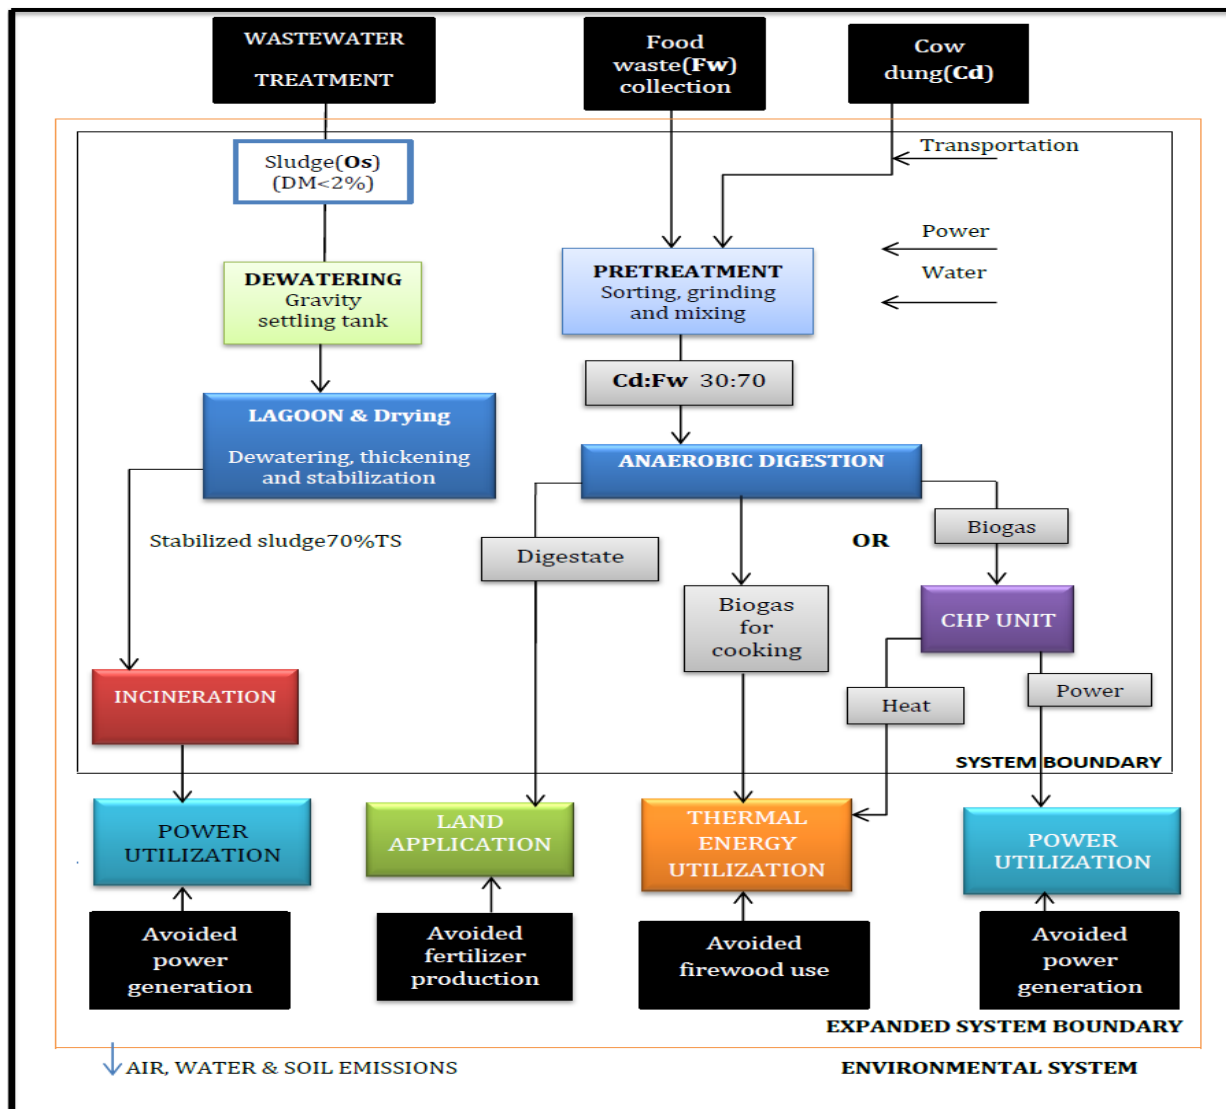 WASTEWATER
TREATMENT
Food
waste(Fw)
collection
Cow
dung(Cd)
Sludge(Os)
(DM<2%)
Transportation
Power
Water
DEWATERING
Gravity
settling tank
PRETREATMENT
Sorting, grinding
and mixing
Cd:Fw 30:70
LAGOON & Drying
Dewatering, thickening
and stabilization
ANAEROBIC DIGESTION
Stabilized sludge70%TS
Digestate
OR
Biogas
Biogas
for
cooking
CHP UNIT
INCINERATION
Heat
Power
SYSTEM BOUNDARY
POWER
UTILIZATION
LAND
APPLICATION
THERMAL
ENERGY
UTILIZATION
POWER
UTILIZATION
Avoided
power
generation
Avoided
fertilizer
production
Avoided
firewood use
Avoided
power
generation
EXPANDED SYSTEM BOUNDARY
AIR, WATER & SOIL EMISSIONS
ENVIRONMENTAL SYSTEM